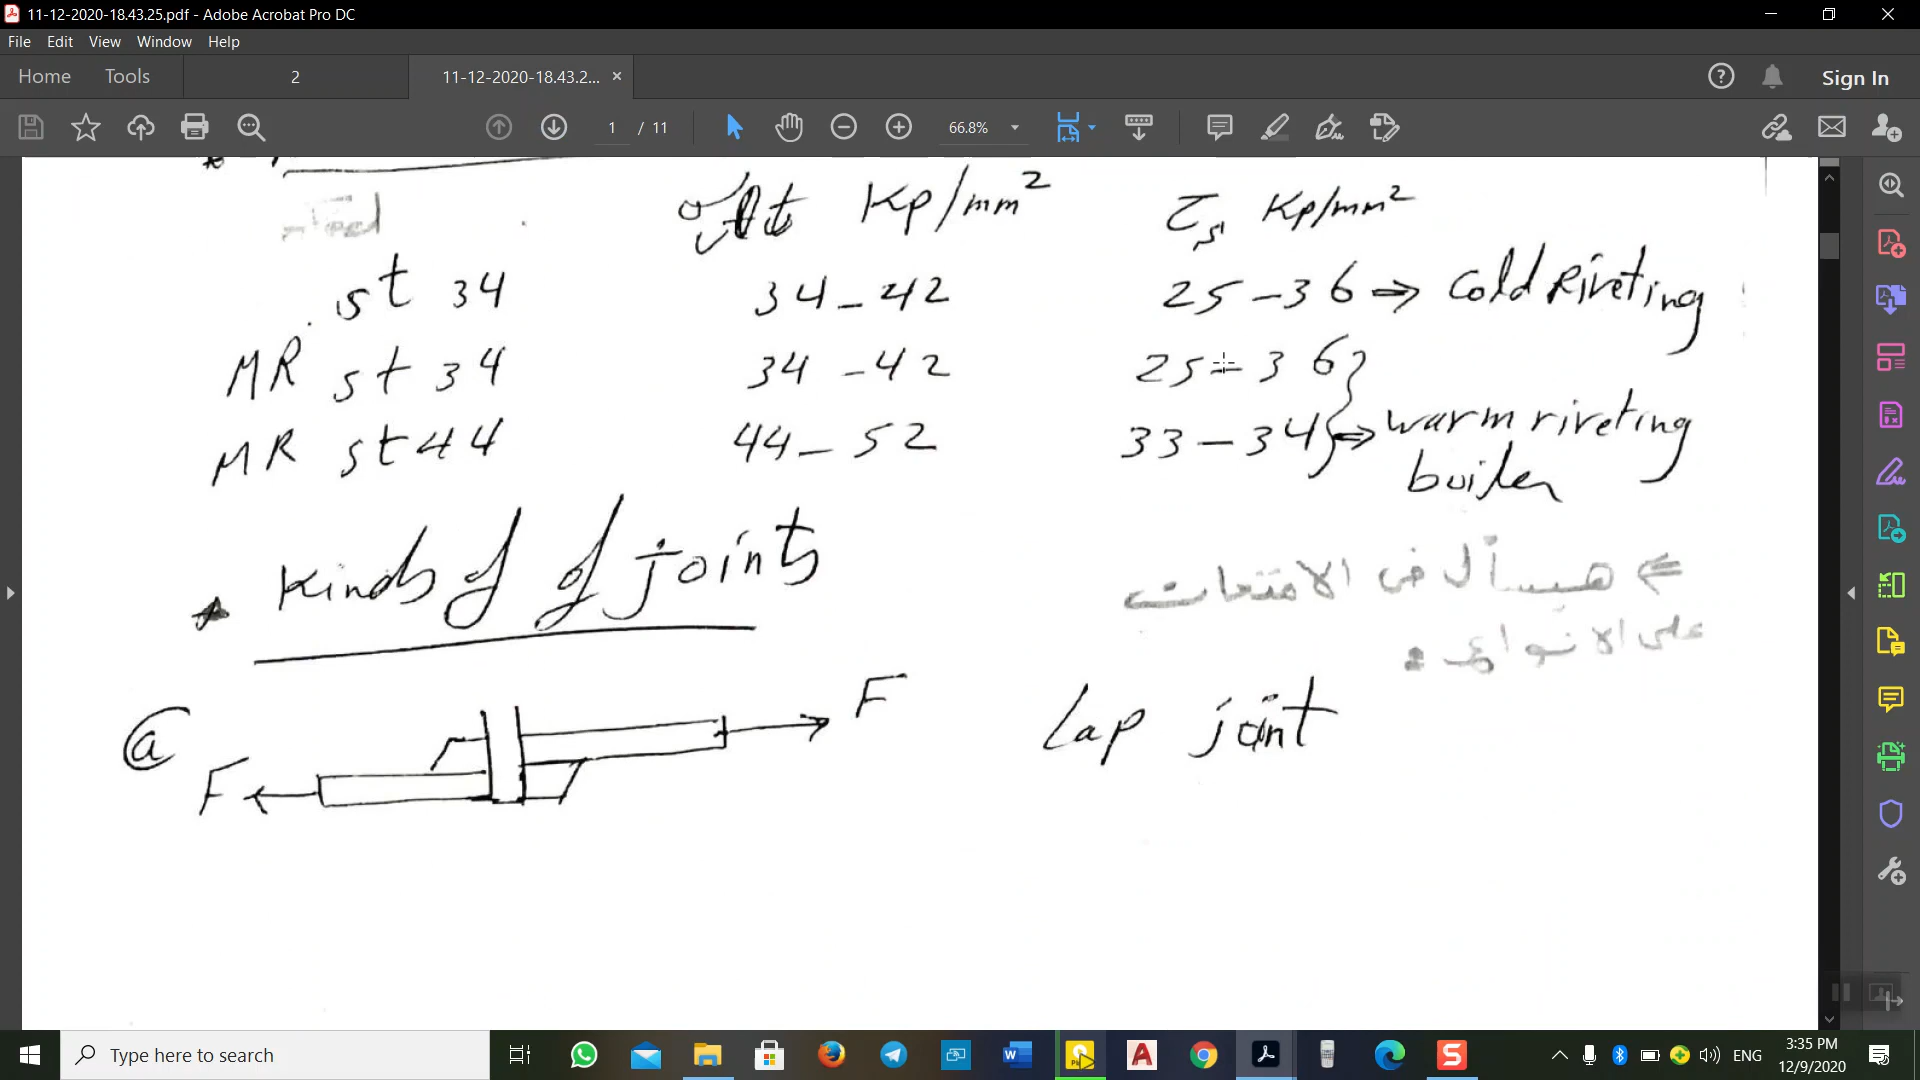 11-12-2020-18.43.25.pdf - Adobe Acrobat Pro DC
File Edit View Window Help
Home Tools 2 11-12-2020-18.43.2... × Sign In
1 / 11 66.8%
Kp/mm² τs Kp/mm²
st 34 34 - 42 25 - 36 ⇒ Cold Riveting
MR st 34 34 - 42 25 - 36
MR st 44 44 - 52 33 - 34 ⇒ warm riveting
boiler
* Kinds of of joints
⇐ هيسأل في الامتحات
على الانواع
ⓐ F F Lap joint
Type here to search
ENG
3:35 PM
12/9/2020